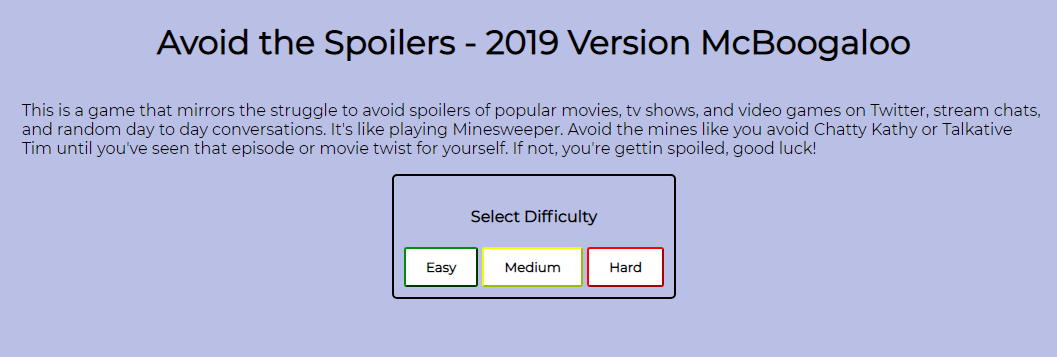 Avoid the Spoilers - 2019 Version McBoogaloo
This is a game that mirrors the struggle to avoid spoilers of popular movies, tv shows, and video games on Twitter, stream chats,
and random day to day conversations. It's like playing Minesweeper. Avoid the mines like you avoid Chatty Kathy or Talkative
Tim until you've seen that episode or movie twist for yourself. If not, you're gettin spoiled, good luck!
Select Difficulty
Easy Medium Hard